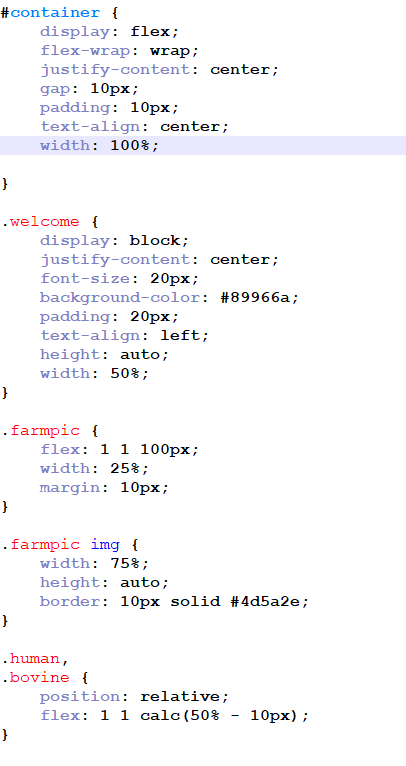 #container {
    display: flex;
    flex-wrap: wrap;
    justify-content: center;
    gap: 10px;
    padding: 10px;
    text-align: center;
    width: 100%;

}

.welcome {
    display: block;
    justify-content: center;
    font-size: 20px;
    background-color: #89966a;
    padding: 20px;
    text-align: left;
    height: auto;
    width: 50%;
}

.farmpic {
    flex: 1 1 100px;
    width: 25%;
    margin: 10px;
}

.farmpic img {
    width: 75%;
    height: auto;
    border: 10px solid #4d5a2e;
}

.human,
.bovine {
    position: relative;
    flex: 1 1 calc(50% - 10px);
}